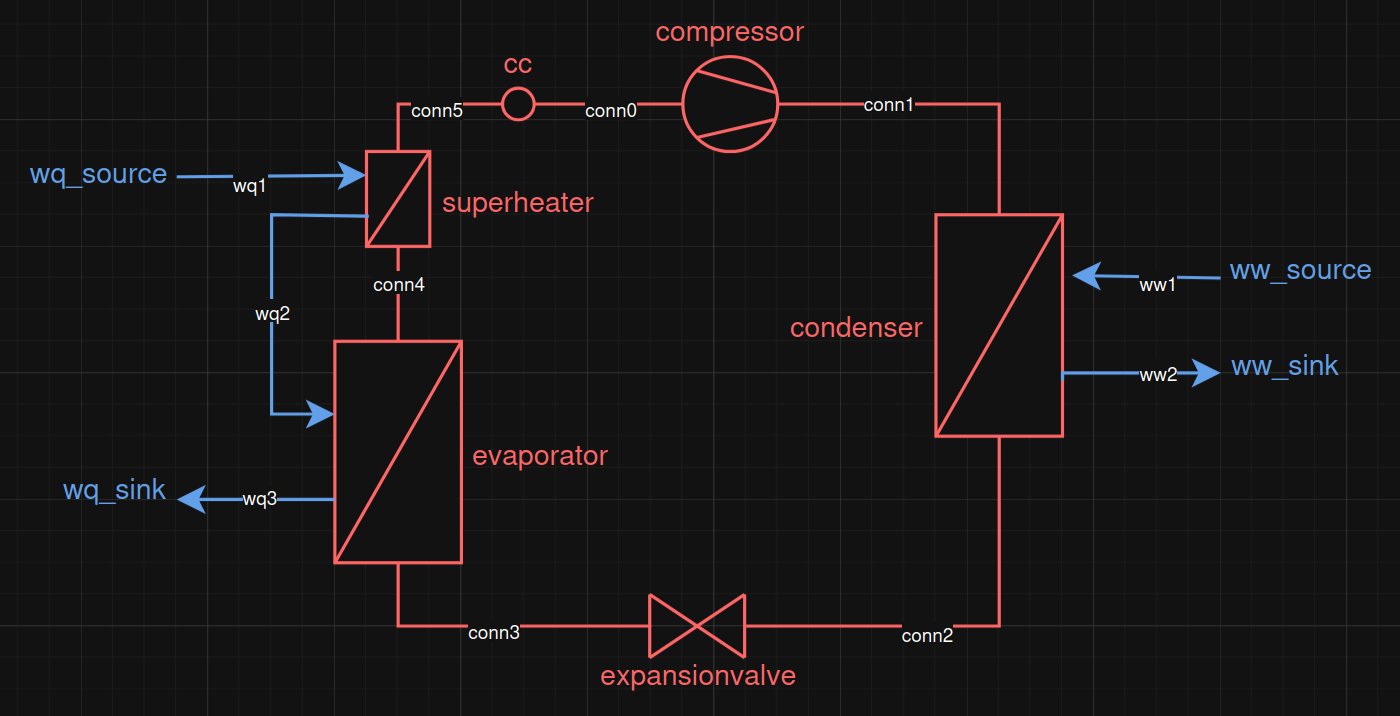 compressor
cc
conn5
conn0
conn1
wq_source
wq1
superheater
ww_source
ww1
conn4
wq2
condenser
ww_sink
ww2
evaporator
wq_sink
wq3
conn3
conn2
expansionvalve